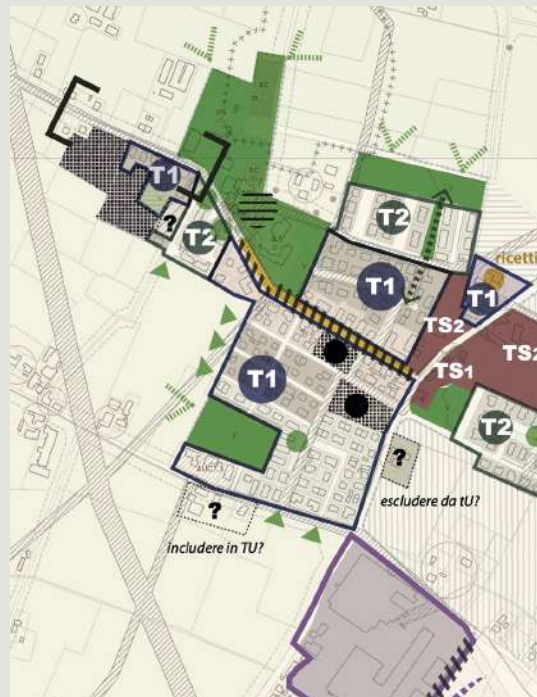 T1
?
T2
T2
T1
ricetti
T1
TS2
TS1
TS2
T1
T2
?
escludere da tU?
?
includere in TU?